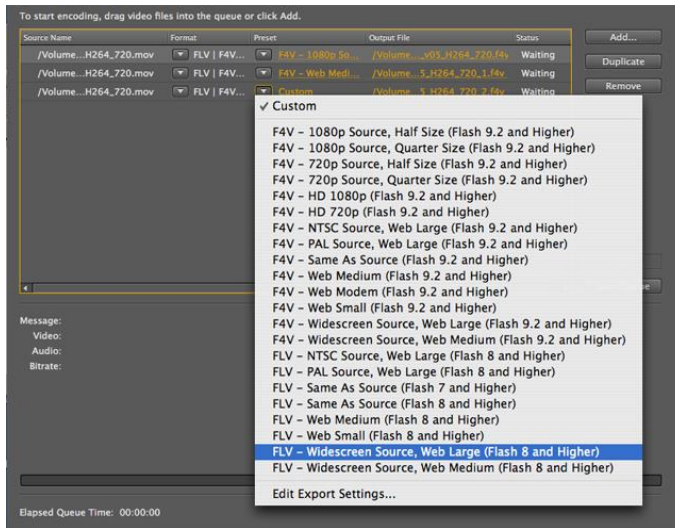 To start encoding, drag video files into the queue or click Add.
Source Name Format Preset Output File Status Add...
/Volume...H264_720.mov FLV | F4V... F4V - 1080p So... /Volume..._v05_H264_720.f4v Waiting
Duplicate
/Volume...H264_720.mov FLV | F4V... F4V - Web Medi... /Volume...5_H264_720_1.f4v Waiting
/Volume...H264_720.mov FLV | F4V... Custom /Volume...5_H264_720_2.f4v Waiting Remove
✓ Custom
F4V – 1080p Source, Half Size (Flash 9.2 and Higher)
F4V – 1080p Source, Quarter Size (Flash 9.2 and Higher)
F4V – 720p Source, Half Size (Flash 9.2 and Higher)
F4V – 720p Source, Quarter Size (Flash 9.2 and Higher)
F4V – HD 1080p (Flash 9.2 and Higher)
F4V – HD 720p (Flash 9.2 and Higher)
F4V – NTSC Source, Web Large (Flash 9.2 and Higher)
F4V – PAL Source, Web Large (Flash 9.2 and Higher)
F4V – Same As Source (Flash 9.2 and Higher)
F4V – Web Medium (Flash 9.2 and Higher)
F4V – Web Modem (Flash 9.2 and Higher)
F4V – Web Small (Flash 9.2 and Higher)
F4V – Widescreen Source, Web Large (Flash 9.2 and Higher)
F4V – Widescreen Source, Web Medium (Flash 9.2 and Higher)
FLV – NTSC Source, Web Large (Flash 8 and Higher)
FLV – PAL Source, Web Large (Flash 8 and Higher)
FLV – Same As Source (Flash 7 and Higher)
FLV – Same As Source (Flash 8 and Higher)
FLV – Web Medium (Flash 8 and Higher)
FLV – Web Small (Flash 8 and Higher)
FLV – Widescreen Source, Web Large (Flash 8 and Higher)
FLV – Widescreen Source, Web Medium (Flash 8 and Higher)
Edit Export Settings...
Message:
Video:
Audio:
Bitrate:
Elapsed Queue Time: 00:00:00